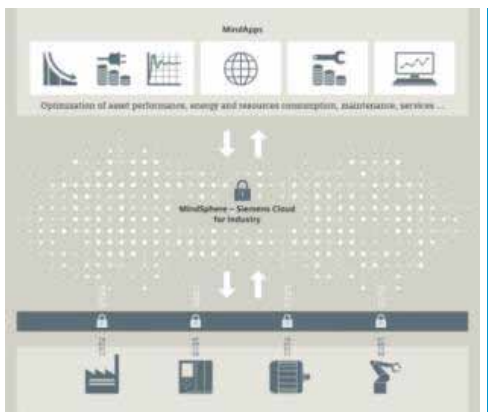 MindApps
Optimization of asset performance, energy and resources consumption, maintenance, services ...
MindSphere – Siemens Cloud
for Industry